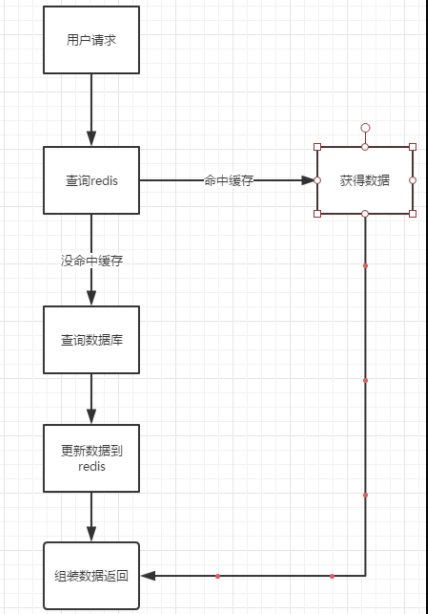 用户请求
查询redis
命中缓存
获得数据
没命中缓存
查询数据库
更新数据到
redis
组装数据返回